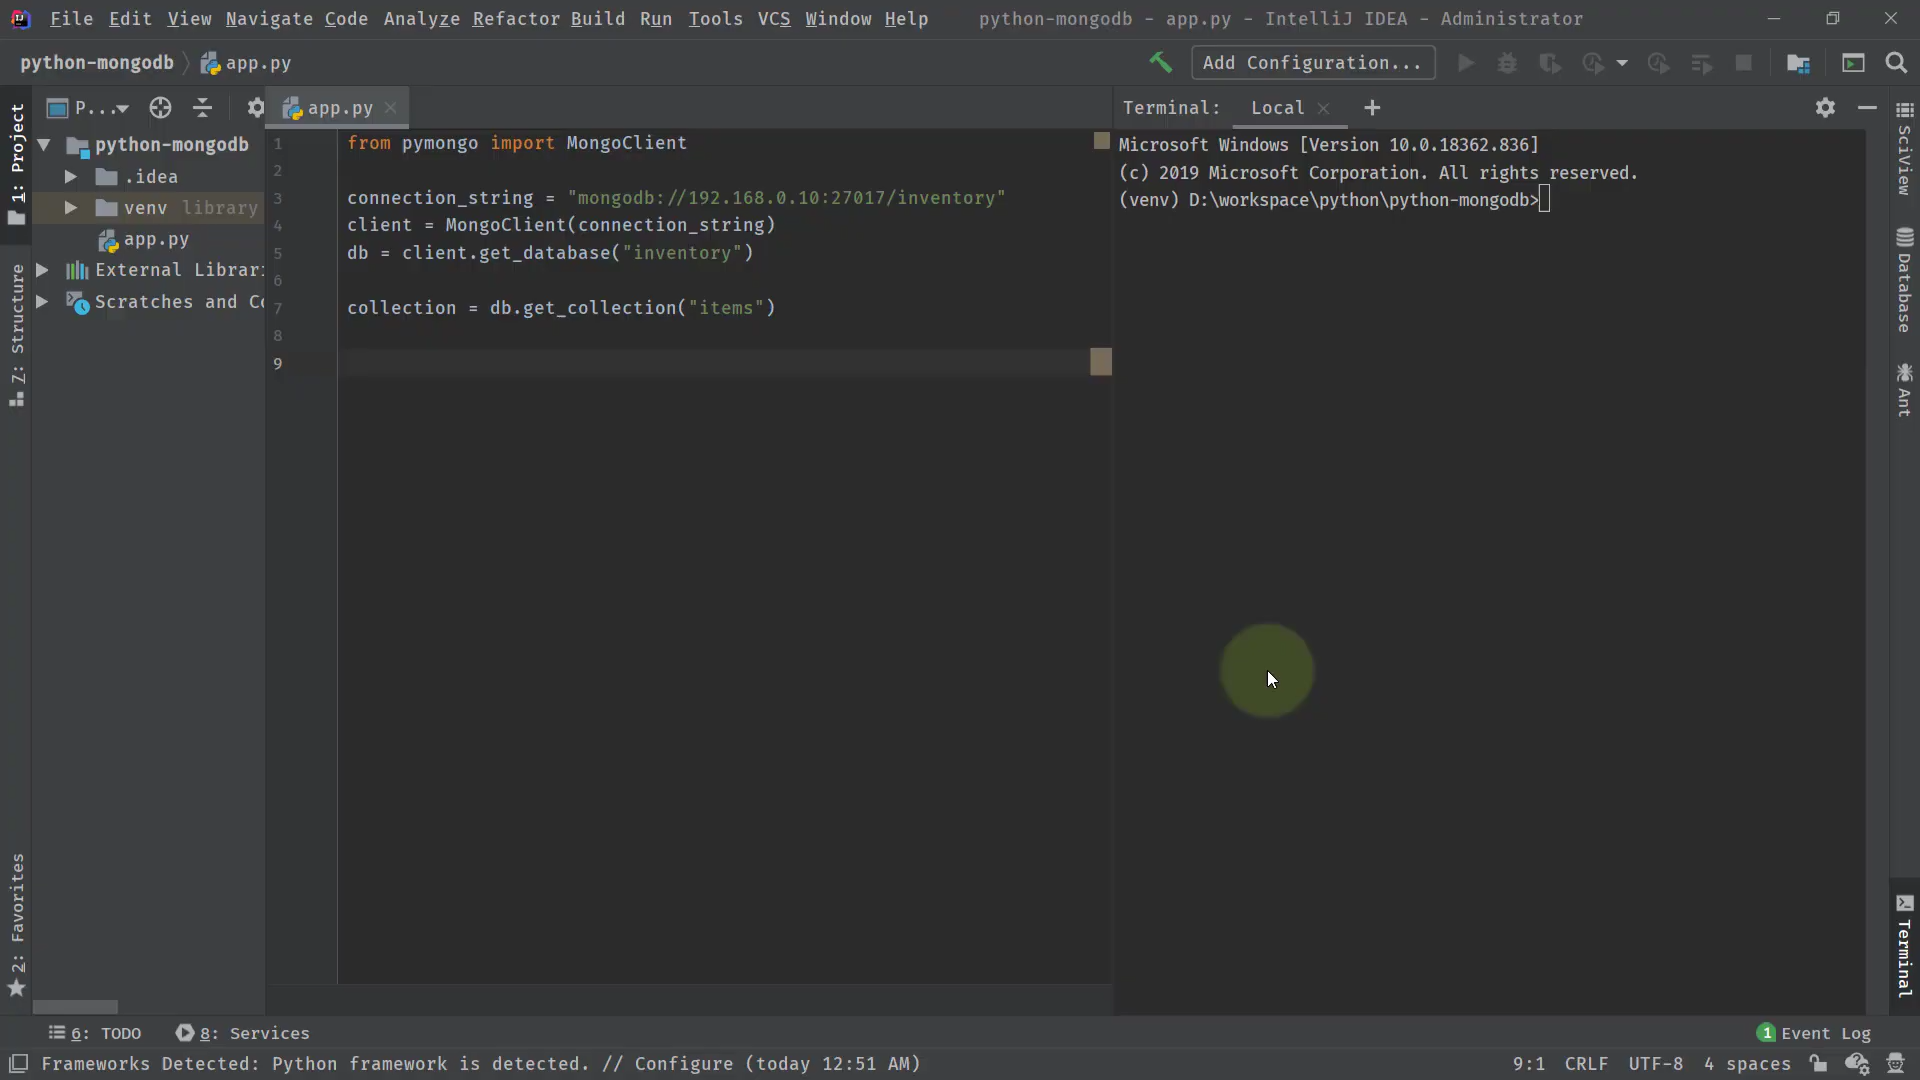 File Edit View Navigate Code Analyze Refactor Build Run Tools VCS Window Help python-mongodb - app.py - IntelliJ IDEA - Administrator
python-mongodb app.py Add Configuration...
P... app.py Terminal: Local
1: Project
Z: Structure
2: Favorites
python-mongodb
.idea
venv library
app.py
External Librari
Scratches and Co
1 from pymongo import MongoClient
2
3 connection_string = "mongodb://192.168.0.10:27017/inventory"
4 client = MongoClient(connection_string)
5 db = client.get_database("inventory")
6
7 collection = db.get_collection("items")
8
9
Microsoft Windows [Version 10.0.18362.836]
(c) 2019 Microsoft Corporation. All rights reserved.
(venv) D:\workspace\python\python-mongodb>
SciView
Database
Ant
Terminal
6: TODO 8: Services 1 Event Log
Frameworks Detected: Python framework is detected. // Configure (today 12:51 AM) 9:1 CRLF UTF-8 4 spaces